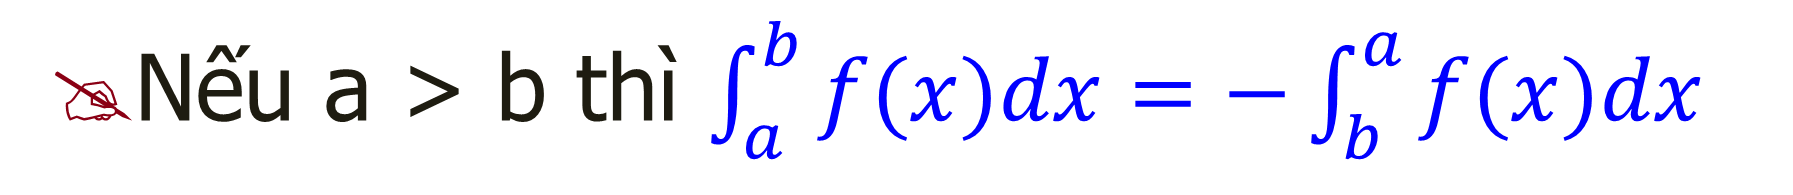 Nếu a > b thì ∫_a^b f(x)dx = − ∫_b^a f(x)dx